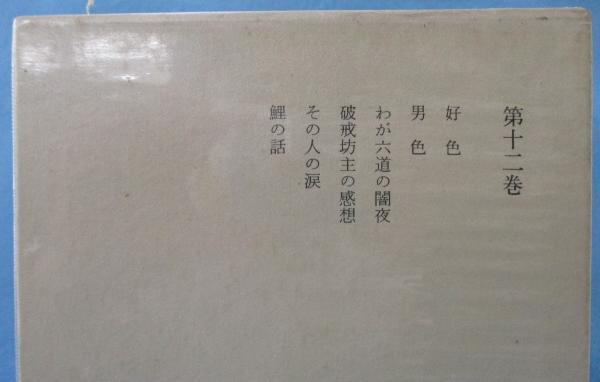 第十二巻
好色
男色
わが六道の闇夜
破戒坊主の感想
その人の涙
鯉の話